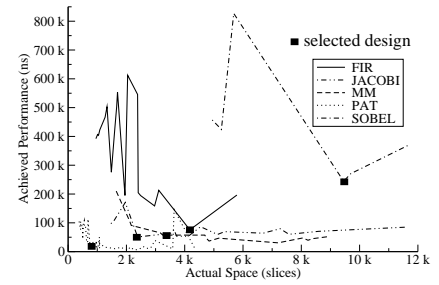 800 k
700 k
600 k
500 k
400 k
300 k
200 k
100 k
0
Achieved Performance (ns)
selected design
FIR
JACOBI
MM
PAT
SOBEL
0 2 k 4 k 6 k 8 k 10 k 12 k
Actual Space (slices)